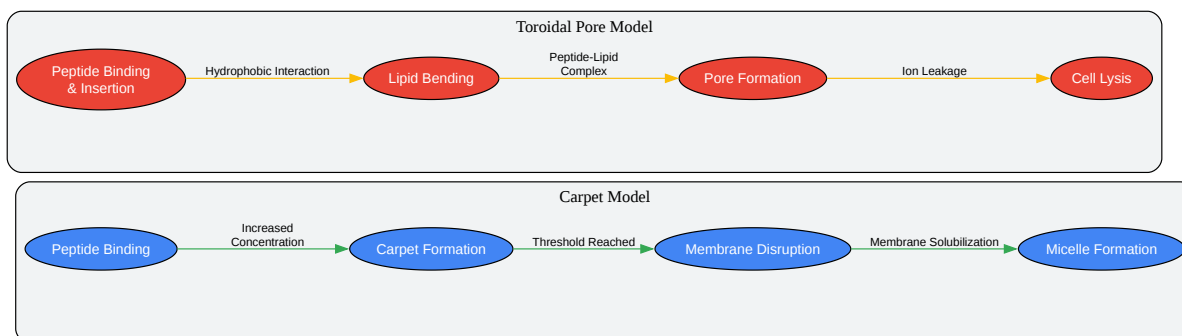 Toroidal Pore Model
Peptide Binding
& Insertion
Hydrophobic Interaction
Lipid Bending
Peptide-Lipid
Complex
Pore Formation
Ion Leakage
Cell Lysis
Carpet Model
Peptide Binding
Increased
Concentration
Carpet Formation
Threshold Reached
Membrane Disruption
Membrane Solubilization
Micelle Formation